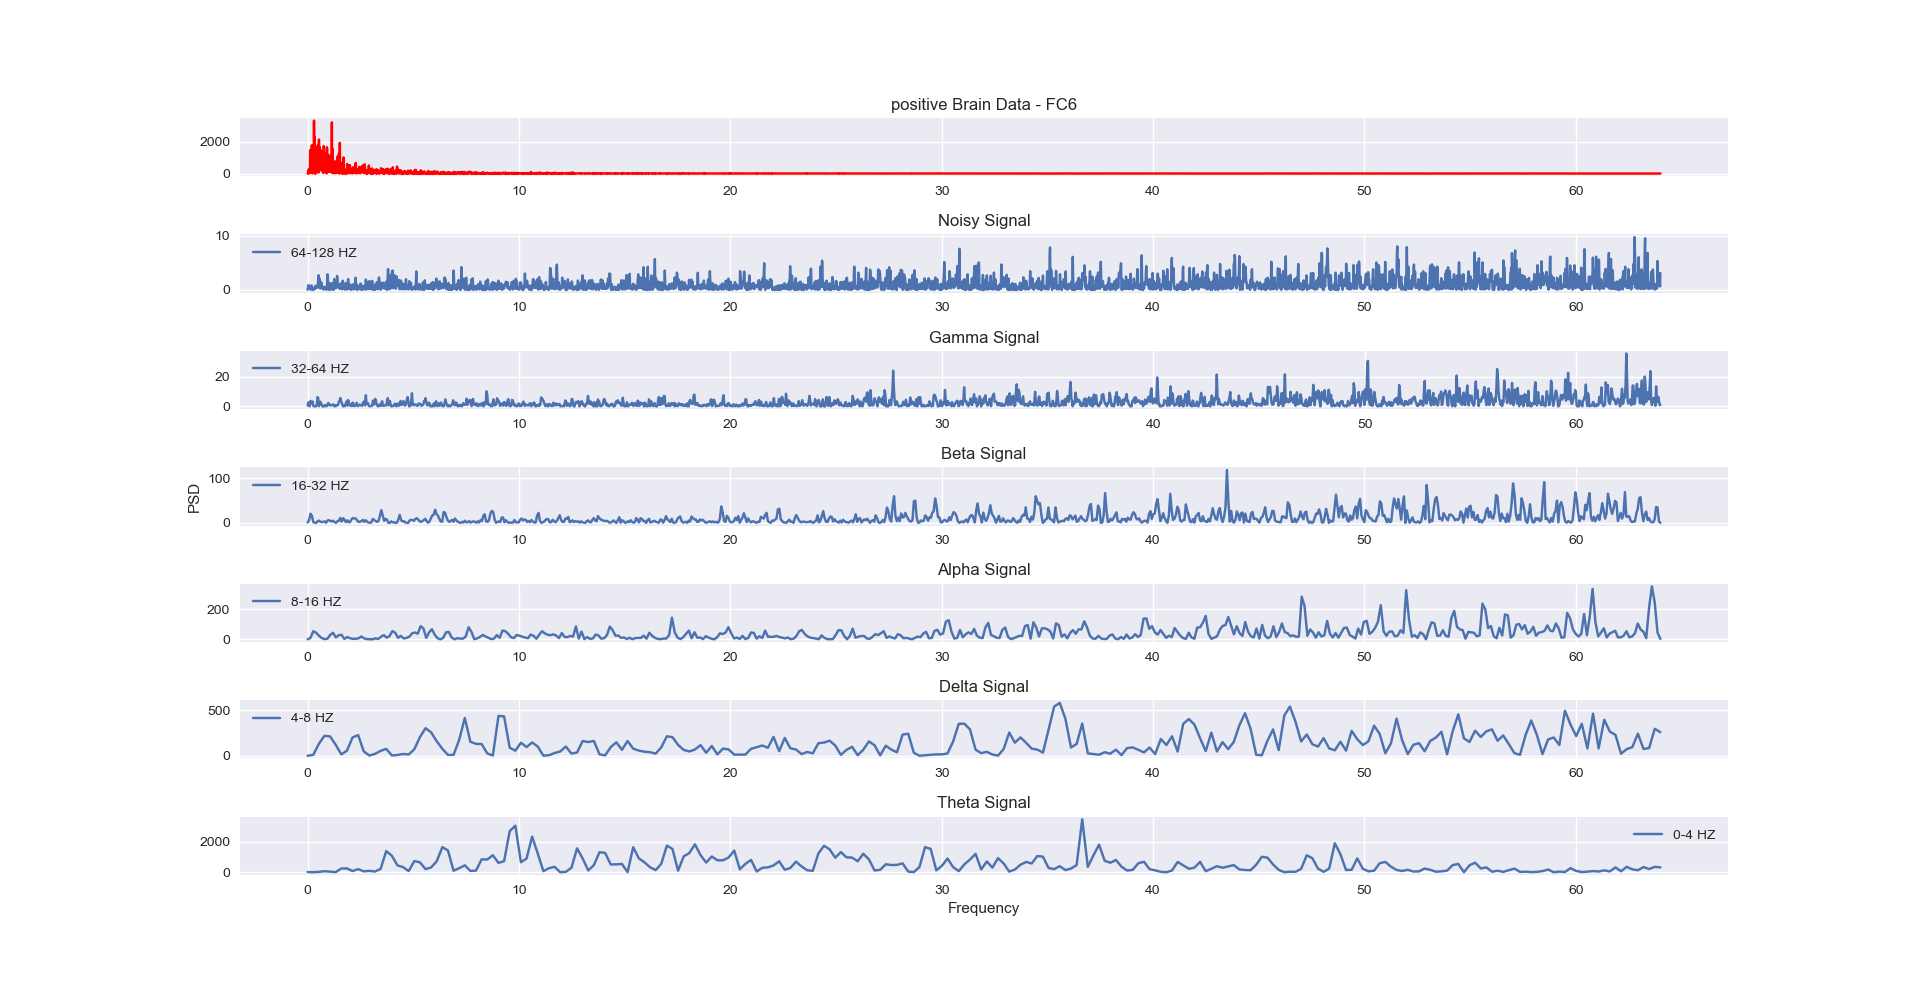 positive Brain Data - FC6
2000
0
0 10 20 30 40 50 60
Noisy Signal
10
64-128 HZ
0
0 10 20 30 40 50 60
Gamma Signal
32-64 HZ
20
0
0 10 20 30 40 50 60
Beta Signal
100
16-32 HZ
PSD
0
0 10 20 30 40 50 60
Alpha Signal
8-16 HZ
200
0
0 10 20 30 40 50 60
Delta Signal
500
4-8 HZ
0
0 10 20 30 40 50 60
Theta Signal
0-4 HZ
2000
0
0 10 20 30 40 50 60
Frequency